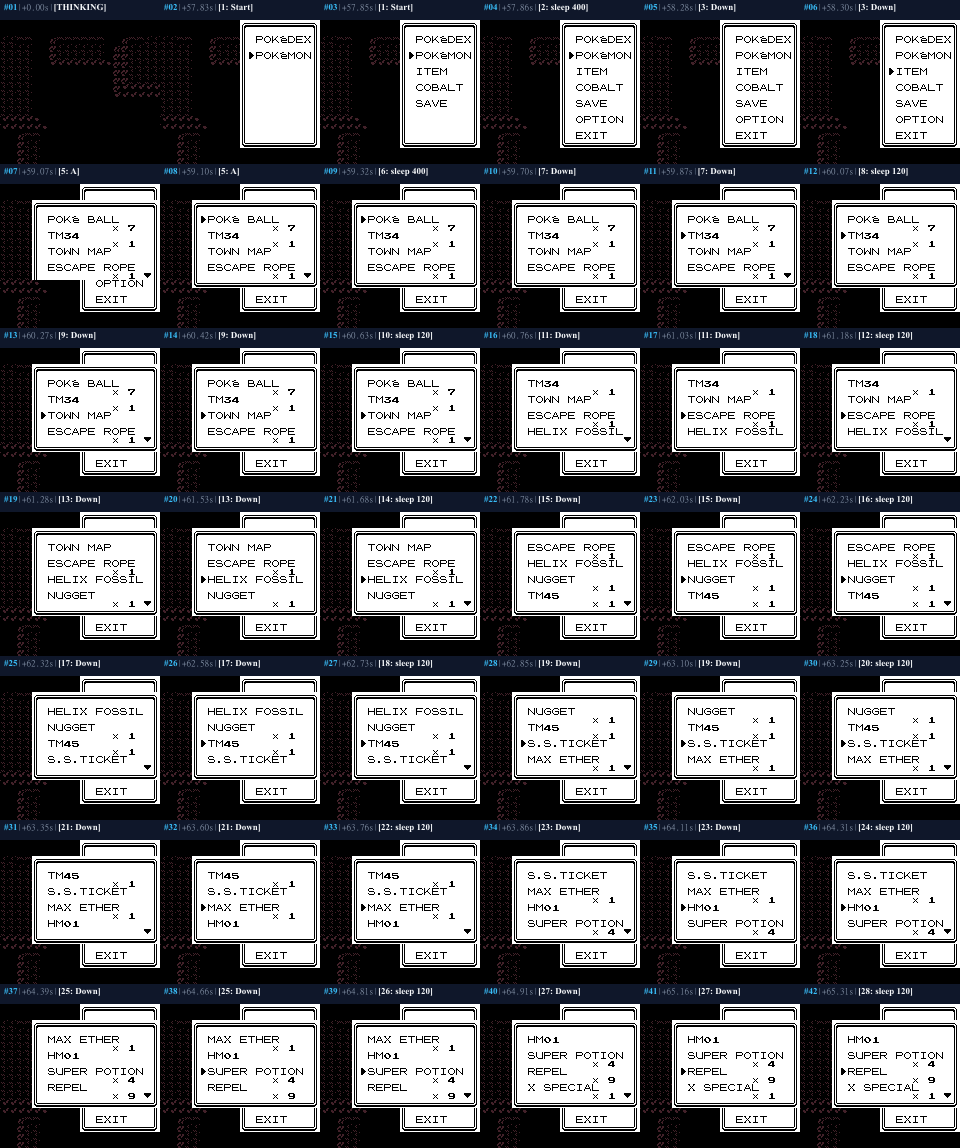 #01|+0.00s| [THINKING]
#02|+57.83s| [1: Start]
POKéDEX
POKéMON
#03|+57.85s| [1: Start]
POKéDEX
POKéMON
ITEM
COBALT
SAVE
#04|+57.86s| [2: sleep 400]
POKéDEX
POKéMON
ITEM
COBALT
SAVE
OPTION
EXIT
#05|+58.28s| [3: Down]
POKéDEX
POKéMON
ITEM
COBALT
SAVE
OPTION
EXIT
#06|+58.30s| [3: Down]
POKéDEX
POKéMON
ITEM
COBALT
SAVE
OPTION
EXIT
#07|+59.07s| [5: A]
POKé BALL
× 7
TM34
× 1
TOWN MAP
ESCAPE ROPE
× 1
OPTION
EXIT
#08|+59.10s| [5: A]
POKé BALL
× 7
TM34
× 1
TOWN MAP
ESCAPE ROPE
× 1
EXIT
#09|+59.32s| [6: sleep 400]
POKé BALL
× 7
TM34
× 1
TOWN MAP
ESCAPE ROPE
× 1
EXIT
#10|+59.70s| [7: Down]
POKé BALL
× 7
TM34
× 1
TOWN MAP
ESCAPE ROPE
× 1
EXIT
#11|+59.87s| [7: Down]
POKé BALL
× 7
TM34
× 1
TOWN MAP
ESCAPE ROPE
× 1
EXIT
#12|+60.07s| [8: sleep 120]
POKé BALL
× 7
TM34
× 1
TOWN MAP
ESCAPE ROPE
× 1
EXIT
#13|+60.27s| [9: Down]
POKé BALL
× 7
TM34
× 1
TOWN MAP
ESCAPE ROPE
× 1
EXIT
#14|+60.42s| [9: Down]
POKé BALL
× 7
TM34
× 1
TOWN MAP
ESCAPE ROPE
× 1
EXIT
#15|+60.63s| [10: sleep 120]
POKé BALL
× 7
TM34
× 1
TOWN MAP
ESCAPE ROPE
× 1
EXIT
#16|+60.76s| [11: Down]
TM34
× 1
TOWN MAP
ESCAPE ROPE
× 1
HELIX FOSSIL
EXIT
#17|+61.03s| [11: Down]
TM34
× 1
TOWN MAP
ESCAPE ROPE
× 1
HELIX FOSSIL
EXIT
#18|+61.18s| [12: sleep 120]
TM34
× 1
TOWN MAP
ESCAPE ROPE
× 1
HELIX FOSSIL
EXIT
#19|+61.28s| [13: Down]
TOWN MAP
ESCAPE ROPE
× 1
HELIX FOSSIL
NUGGET
× 1
EXIT
#20|+61.53s| [13: Down]
TOWN MAP
ESCAPE ROPE
× 1
HELIX FOSSIL
NUGGET
× 1
EXIT
#21|+61.68s| [14: sleep 120]
TOWN MAP
ESCAPE ROPE
× 1
HELIX FOSSIL
NUGGET
× 1
EXIT
#22|+61.78s| [15: Down]
ESCAPE ROPE
× 1
HELIX FOSSIL
NUGGET
× 1
TM45
× 1
EXIT
#23|+62.03s| [15: Down]
ESCAPE ROPE
× 1
HELIX FOSSIL
NUGGET
× 1
TM45
× 1
EXIT
#24|+62.23s| [16: sleep 120]
ESCAPE ROPE
× 1
HELIX FOSSIL
NUGGET
× 1
TM45
× 1
EXIT
#25|+62.32s| [17: Down]
HELIX FOSSIL
NUGGET
× 1
TM45
× 1
S.S.TICKET
EXIT
#26|+62.58s| [17: Down]
HELIX FOSSIL
NUGGET
× 1
TM45
× 1
S.S.TICKET
EXIT
#27|+62.73s| [18: sleep 120]
HELIX FOSSIL
NUGGET
× 1
TM45
× 1
S.S.TICKET
EXIT
#28|+62.85s| [19: Down]
NUGGET
× 1
TM45
× 1
S.S.TICKET
MAX ETHER
× 1
EXIT
#29|+63.10s| [19: Down]
NUGGET
× 1
TM45
× 1
S.S.TICKET
MAX ETHER
× 1
EXIT
#30|+63.25s| [20: sleep 120]
NUGGET
× 1
TM45
× 1
S.S.TICKET
MAX ETHER
× 1
EXIT
#31|+63.35s| [21: Down]
TM45
× 1
S.S.TICKET
MAX ETHER
× 1
HM01
EXIT
#32|+63.60s| [21: Down]
TM45
× 1
S.S.TICKET
MAX ETHER
× 1
HM01
EXIT
#33|+63.76s| [22: sleep 120]
TM45
× 1
S.S.TICKET
MAX ETHER
× 1
HM01
EXIT
#34|+63.86s| [23: Down]
S.S.TICKET
MAX ETHER
× 1
HM01
SUPER POTION
× 4
EXIT
#35|+64.11s| [23: Down]
S.S.TICKET
MAX ETHER
× 1
HM01
SUPER POTION
× 4
EXIT
#36|+64.31s| [24: sleep 120]
S.S.TICKET
MAX ETHER
× 1
HM01
SUPER POTION
× 4
EXIT
#37|+64.39s| [25: Down]
MAX ETHER
× 1
HM01
SUPER POTION
× 4
REPEL
× 9
EXIT
#38|+64.66s| [25: Down]
MAX ETHER
× 1
HM01
SUPER POTION
× 4
REPEL
× 9
EXIT
#39|+64.81s| [26: sleep 120]
MAX ETHER
× 1
HM01
SUPER POTION
× 4
REPEL
× 9
EXIT
#40|+64.91s| [27: Down]
HM01
SUPER POTION
× 4
REPEL
× 9
X SPECIAL
× 1
EXIT
#41|+65.16s| [27: Down]
HM01
SUPER POTION
× 4
REPEL
× 9
X SPECIAL
× 1
EXIT
#42|+65.31s| [28: sleep 120]
HM01
SUPER POTION
× 4
REPEL
× 9
X SPECIAL
× 1
EXIT